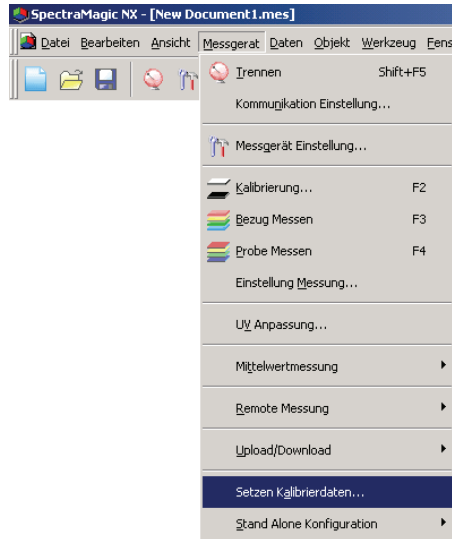 SpectraMagic NX - [New Document1.mes]
Datei Bearbeiten Ansicht Messgerat Daten Objekt Werkzeug Fens
Trennen Shift+F5
Kommunikation Einstellung...
Messgerät Einstellung...
Kalibrierung... F2
Bezug Messen F3
Probe Messen F4
Einstellung Messung...
UV Anpassung...
Mittelwertmessung
Remote Messung
Upload/Download
Setzen Kalibrierdaten...
Stand Alone Konfiguration